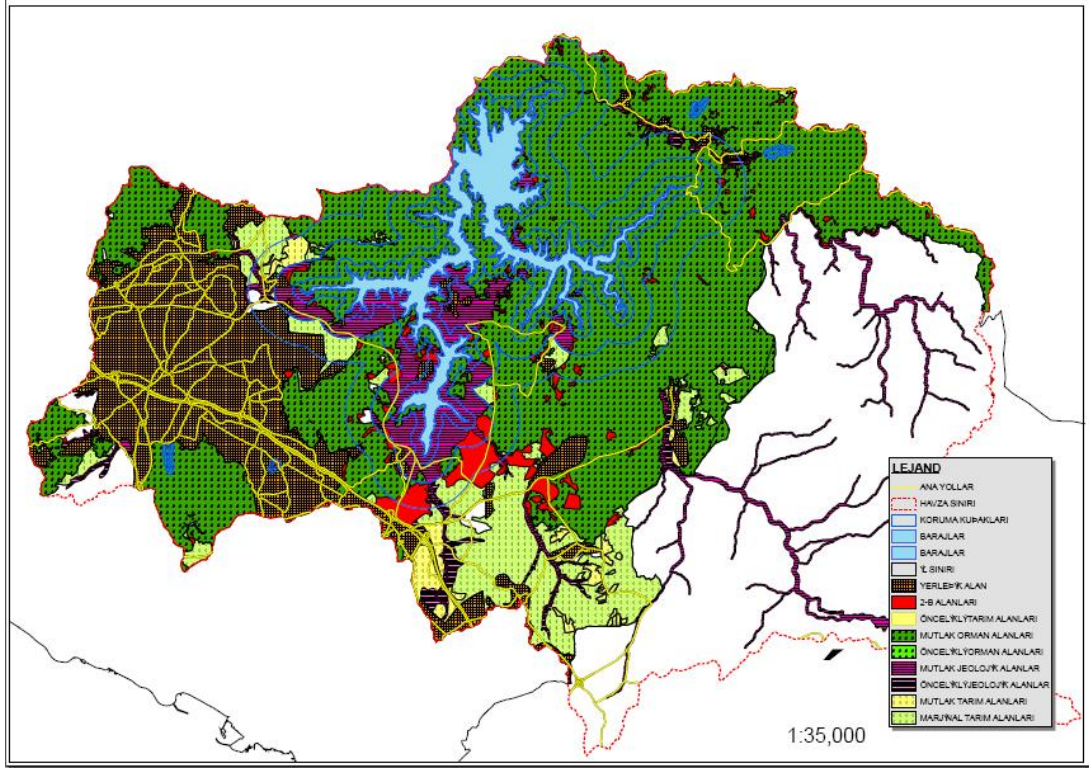 LEJAND
ANA YOLLAR
HAVZA SINIRI
KORUMA KUÞAKLARI
BARAJLAR
BARAJLAR
SINIRI
YERLEÞÝK ALAN
2-B ALANLARI
ÖNCELÝKLÝ TARIM ALANLARI
MUTLAK ORMAN ALANLARI
ÖNCELÝKLÝ ORMAN ALANLARI
MUTLAK JEOLOJÝK ALANLAR
ÖNCELÝKLÝ JEOLOJÝK ALANLAR
MUTLAK TARIM ALANLARI
MARJÝNAL TARIM ALANLARI
1:35,000